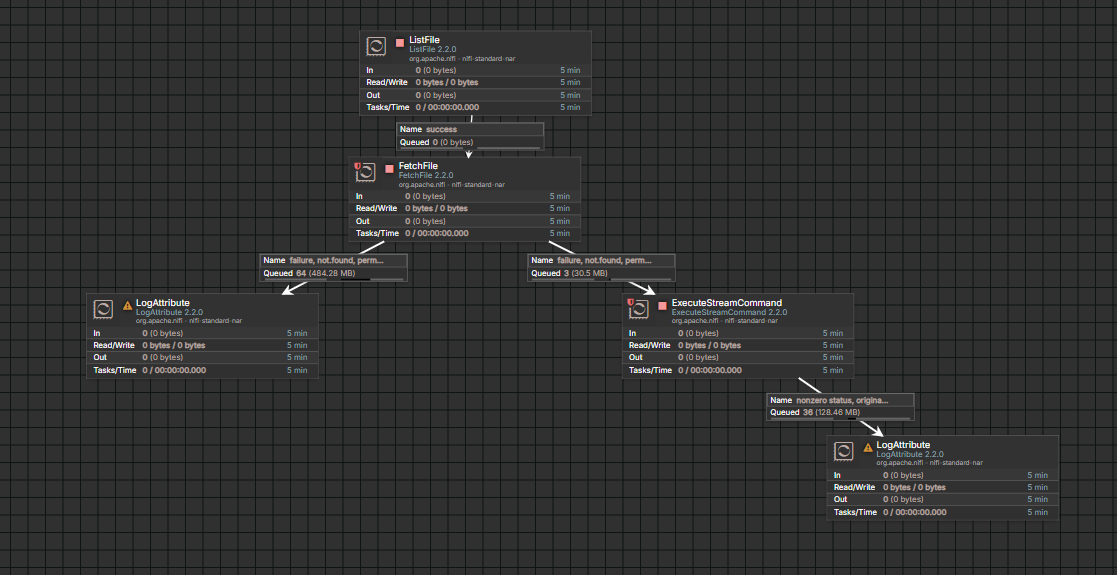 ListFile
ListFile 2.2.0
org.apache.nifi - nifi-standard-nar
In 0 (0 bytes) 5 min
Read/Write 0 bytes / 0 bytes 5 min
Out 0 (0 bytes) 5 min
Tasks/Time 0 / 00:00:00.000 5 min
Name success
Queued 0 (0 bytes)
FetchFile
FetchFile 2.2.0
org.apache.nifi - nifi-standard-nar
In 0 (0 bytes) 5 min
Read/Write 0 bytes / 0 bytes 5 min
Out 0 (0 bytes) 5 min
Tasks/Time 0 / 00:00:00.000 5 min
Name failure, not.found, perm...
Queued 64 (484.28 MB)
Name failure, not.found, perm...
Queued 3 (30.5 MB)
LogAttribute
LogAttribute 2.2.0
org.apache.nifi - nifi-standard-nar
In 0 (0 bytes) 5 min
Read/Write 0 bytes / 0 bytes 5 min
Out 0 (0 bytes) 5 min
Tasks/Time 0 / 00:00:00.000 5 min
ExecuteStreamCommand
ExecuteStreamCommand 2.2.0
org.apache.nifi - nifi-standard-nar
In 0 (0 bytes) 5 min
Read/Write 0 bytes / 0 bytes 5 min
Out 0 (0 bytes) 5 min
Tasks/Time 0 / 00:00:00.000 5 min
Name nonzero status, origina...
Queued 36 (128.46 MB)
LogAttribute
LogAttribute 2.2.0
org.apache.nifi - nifi-standard-nar
In 0 (0 bytes) 5 min
Read/Write 0 bytes / 0 bytes 5 min
Out 0 (0 bytes) 5 min
Tasks/Time 0 / 00:00:00.000 5 min